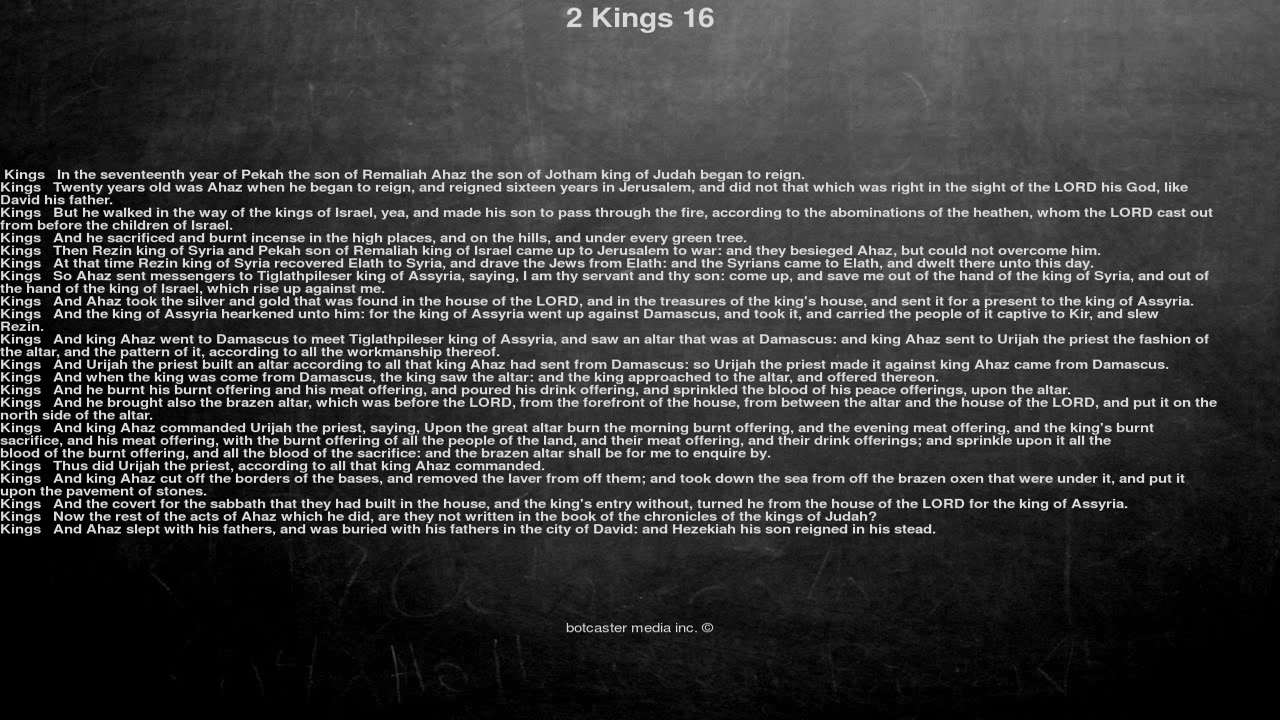 2 Kings 16
Kings In the seventeenth year of Pekah the son of Remaliah Ahaz the son of Jotham king of Judah began to reign.
Kings Twenty years old was Ahaz when he began to reign, and reigned sixteen years in Jerusalem, and did not that which was right in the sight of the LORD his God, like
David his father.
Kings But he walked in the way of the kings of Israel, yea, and made his son to pass through the fire, according to the abominations of the heathen, whom the LORD cast out
from before the children of Israel.
Kings And he sacrificed and burnt incense in the high places, and on the hills, and under every green tree.
Kings Then Rezin king of Syria and Pekah son of Remaliah king of Israel came up to Jerusalem to war: and they besieged Ahaz, but could not overcome him.
Kings At that time Rezin king of Syria recovered Elath to Syria, and drave the Jews from Elath: and the Syrians came to Elath, and dwelt there unto this day.
Kings So Ahaz sent messengers to Tiglathpileser king of Assyria, saying, I am thy servant and thy son: come up, and save me out of the hand of the king of Syria, and out of
the hand of the king of Israel, which rise up against me.
Kings And Ahaz took the silver and gold that was found in the house of the LORD, and in the treasures of the king's house, and sent it for a present to the king of Assyria.
Kings And the king of Assyria hearkened unto him: for the king of Assyria went up against Damascus, and took it, and carried the people of it captive to Kir, and slew
Rezin.
Kings And king Ahaz went to Damascus to meet Tiglathpileser king of Assyria, and saw an altar that was at Damascus: and king Ahaz sent to Urijah the priest the fashion of
the altar, and the pattern of it, according to all the workmanship thereof.
Kings And Urijah the priest built an altar according to all that king Ahaz had sent from Damascus: so Urijah the priest made it against king Ahaz came from Damascus.
Kings And when the king was come from Damascus, the king saw the altar: and the king approached to the altar, and offered thereon.
Kings And he burnt his burnt offering and his meat offering, and poured his drink offering, and sprinkled the blood of his peace offerings, upon the altar.
Kings And he brought also the brazen altar, which was before the LORD, from the forefront of the house, from between the altar and the house of the LORD, and put it on the
north side of the altar.
Kings And king Ahaz commanded Urijah the priest, saying, Upon the great altar burn the morning burnt offering, and the evening meat offering, and the king's burnt
sacrifice, and his meat offering, with the burnt offering of all the people of the land, and their meat offering, and their drink offerings; and sprinkle upon it all the
blood of the burnt offering, and all the blood of the sacrifice: and the brazen altar shall be for me to enquire by.
Kings Thus did Urijah the priest, according to all that king Ahaz commanded.
Kings And king Ahaz cut off the borders of the bases, and removed the laver from off them; and took down the sea from off the brazen oxen that were under it, and put it
upon the pavement of stones.
Kings And the covert for the sabbath that they had built in the house, and the king's entry without, turned he from the house of the LORD for the king of Assyria.
Kings Now the rest of the acts of Ahaz which he did, are they not written in the book of the chronicles of the kings of Judah?
Kings And Ahaz slept with his fathers, and was buried with his fathers in the city of David: and Hezekiah his son reigned in his stead.
botcaster media inc. ©